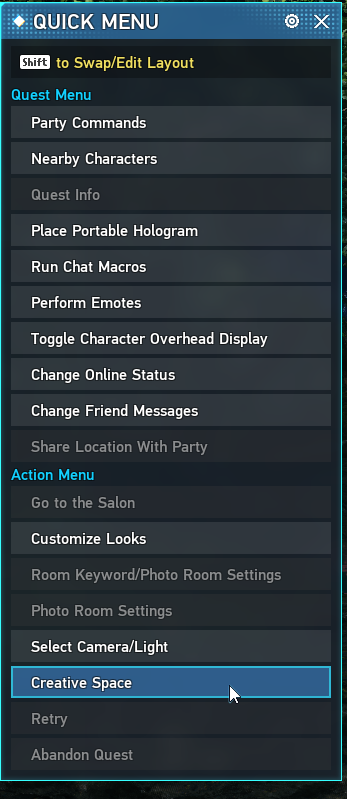 QUICK MENU
Shift to Swap/Edit Layout
Quest Menu
Party Commands
Nearby Characters
Quest Info
Place Portable Hologram
Run Chat Macros
Perform Emotes
Toggle Character Overhead Display
Change Online Status
Change Friend Messages
Share Location With Party
Action Menu
Go to the Salon
Customize Looks
Room Keyword/Photo Room Settings
Photo Room Settings
Select Camera/Light
Creative Space
Retry
Abandon Quest